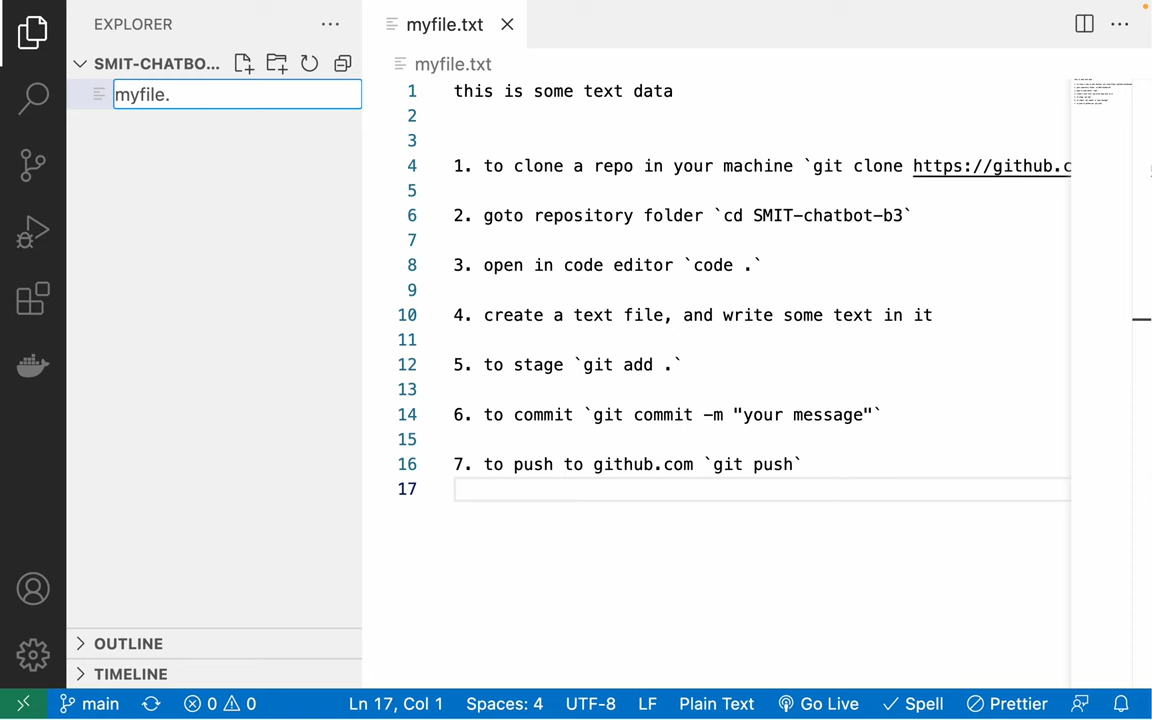 EXPLORER
myfile.txt
SMIT-CHATBO...
myfile.txt
myfile.
1 this is some text data
2
3
4 1. to clone a repo in your machine `git clone https://github.c
5
6 2. goto repository folder `cd SMIT-chatbot-b3`
7
8 3. open in code editor `code .`
9
10 4. create a text file, and write some text in it
11
12 5. to stage `git add .`
13
14 6. to commit `git commit -m "your message"`
15
16 7. to push to github.com `git push`
17
OUTLINE
TIMELINE
main 0 0 Ln 17, Col 1 Spaces: 4 UTF-8 LF Plain Text Go Live Spell Prettier